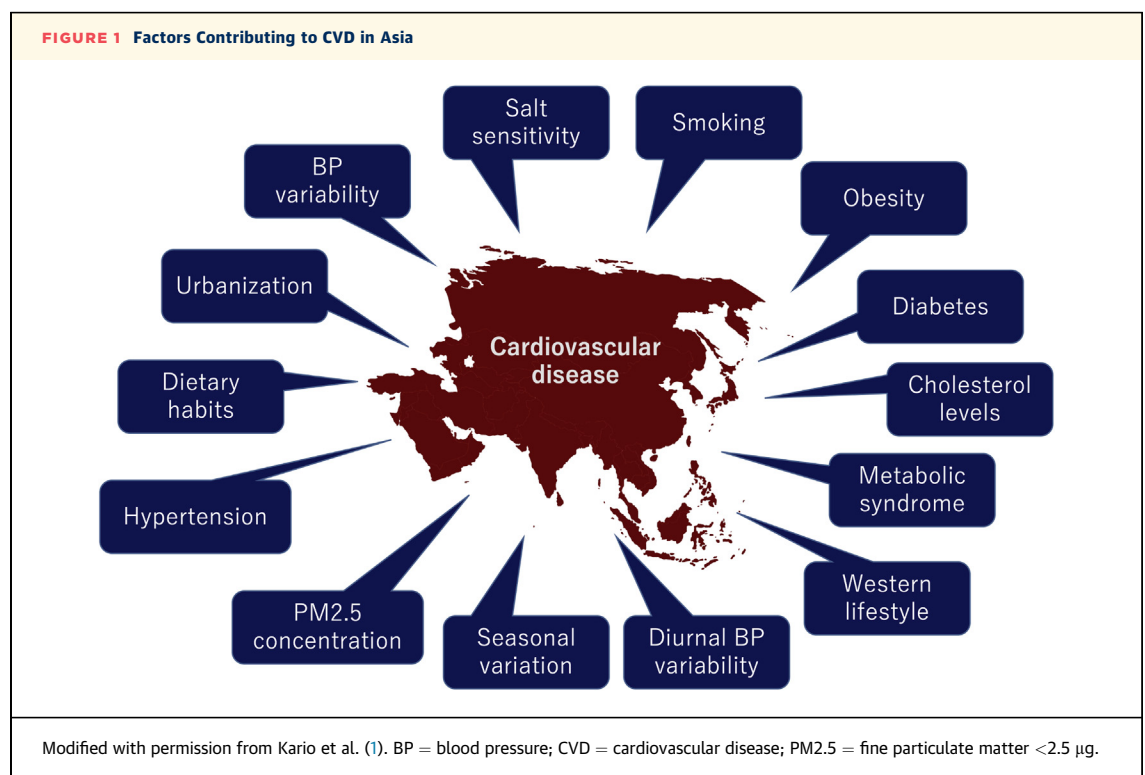 FIGURE 1 Factors Contributing to CVD in Asia
Salt
sensitivity
Smoking
BP
variability
Obesity
Urbanization
Diabetes
Cardiovascular
disease
Dietary
habits
Cholesterol
levels
Hypertension
Metabolic
syndrome
PM2.5
concentration
Seasonal
variation
Diurnal BP
variability
Western
lifestyle
Modified with permission from Kario et al. (1). BP = blood pressure; CVD = cardiovascular disease; PM2.5 = fine particulate matter <2.5 μg.